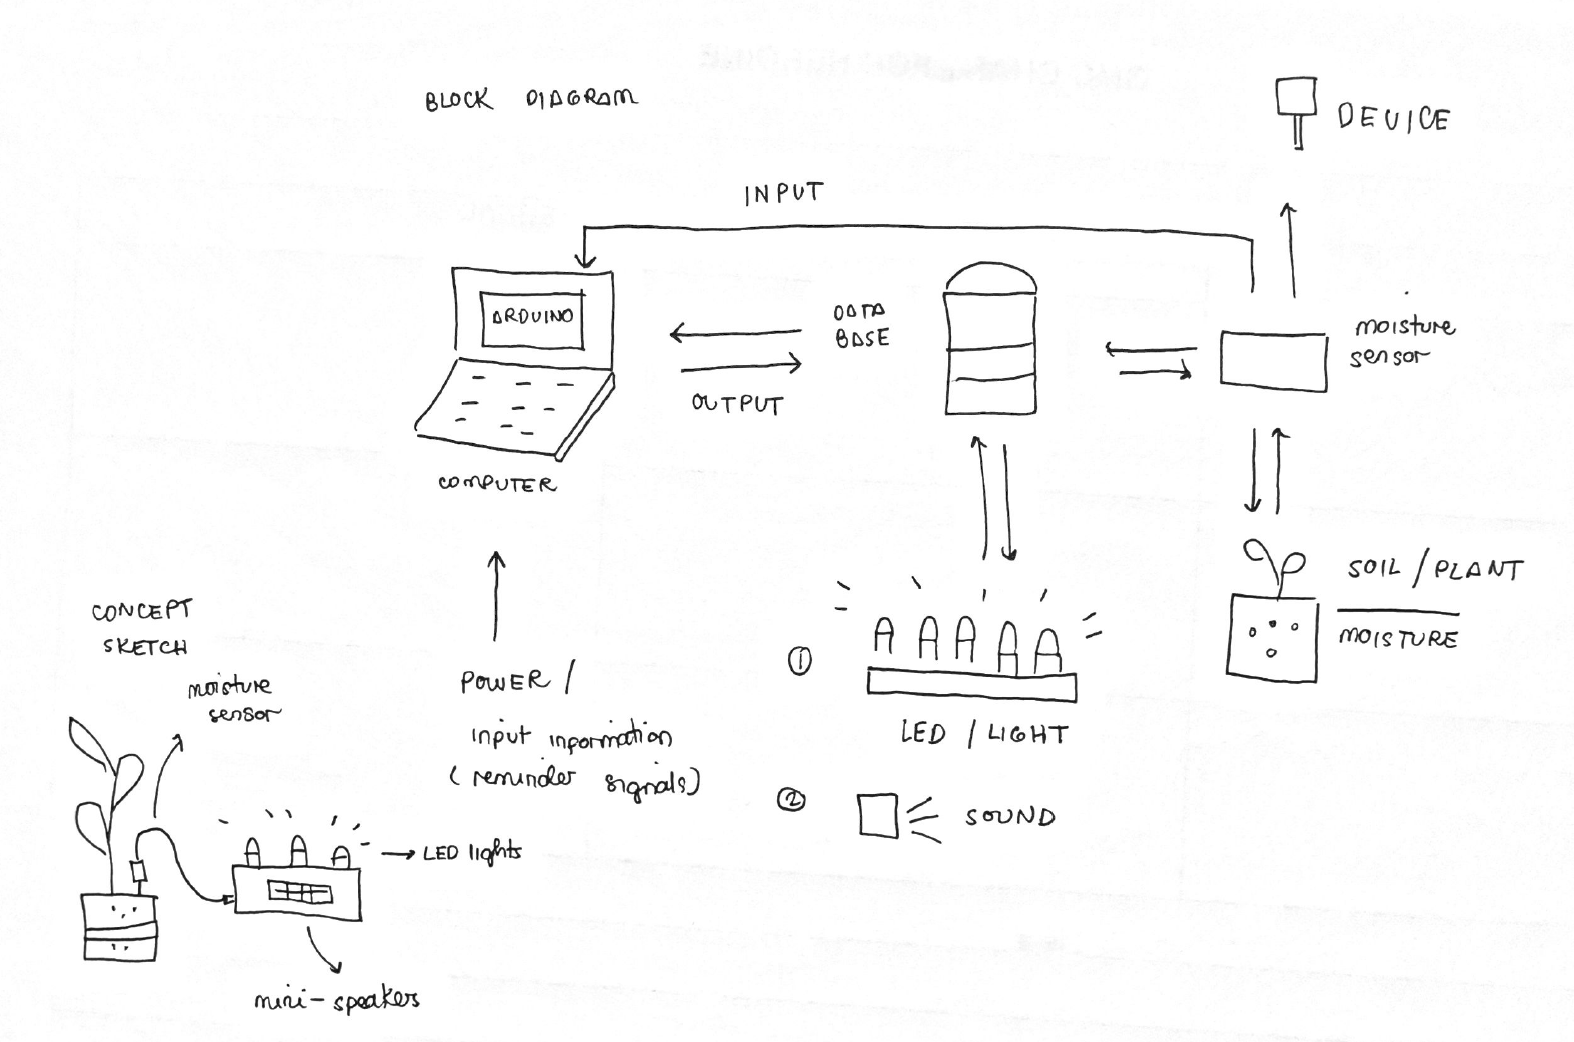 BLOCK DIAGRAM
DEVICE
INPUT
ARDUINO
DATA
BASE
moisture
sensor
OUTPUT
COMPUTER
SOIL / PLANT
MOISTURE
CONCEPT
SKETCH
moisture
sensor
POWER /
input information
(reminder signals)
①
LED / LIGHT
②
SOUND
→ LED lights
mini-speakers